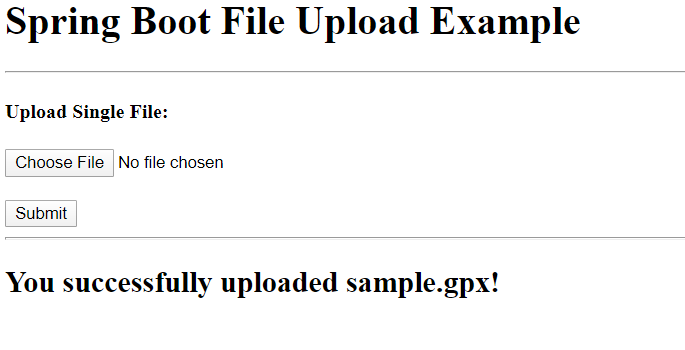 Spring Boot File Upload Example
Upload Single File:
Choose File No file chosen
Submit
You successfully uploaded sample.gpx!